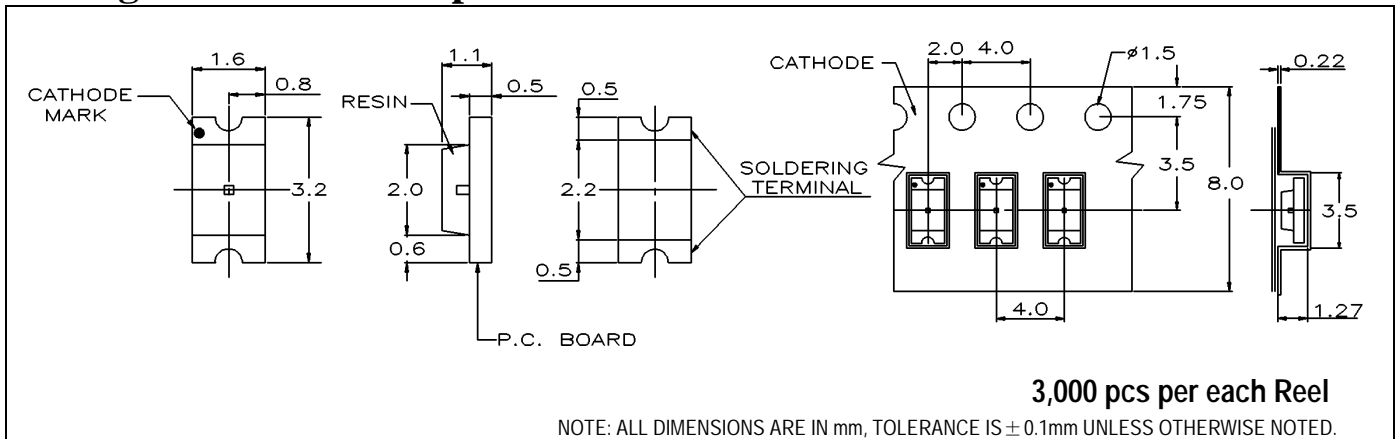 1.6
0.8
CATHODE
MARK
3.2
1.1
0.5
RESIN
2.0
0.6
P.C. BOARD
0.5
2.2
0.5
SOLDERING
TERMINAL
CATHODE
2.0
4.0
ø1.5
1.75
3.5
8.0
4.0
0.22
3.5
1.27
3,000 pcs per each Reel
NOTE: ALL DIMENSIONS ARE IN mm, TOLERANCE IS ± 0.1mm UNLESS OTHERWISE NOTED.